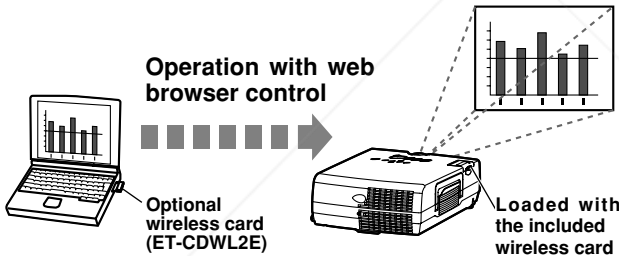 Operation with web
browser control
Optional
wireless card
(ET-CDWL2E)
Loaded with
the included
wireless card